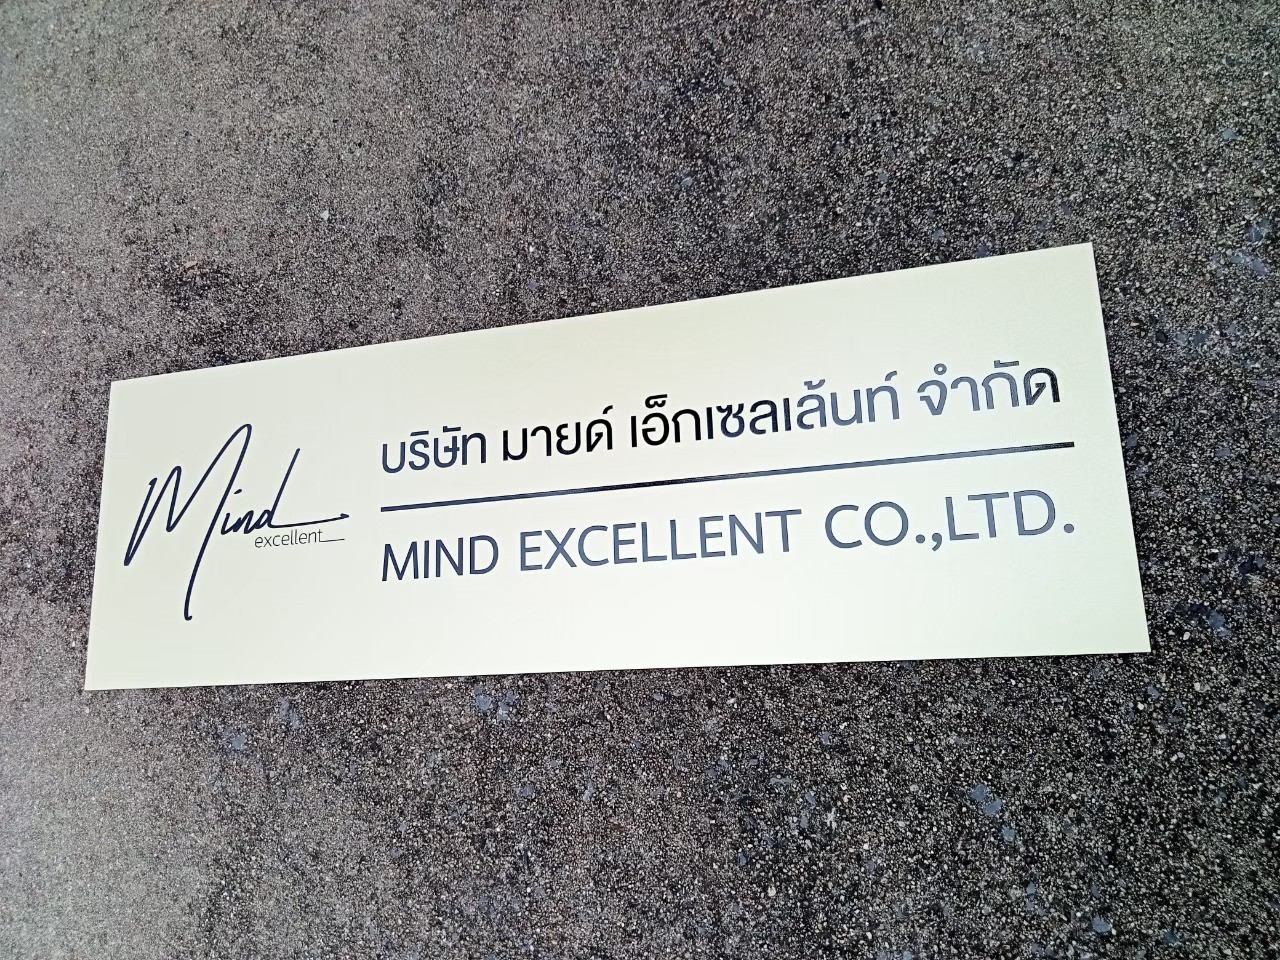 Mind
excellent
บริษัท มายด์ เอ็กเซลเล้นท์ จำกัด
MIND EXCELLENT CO.,LTD.